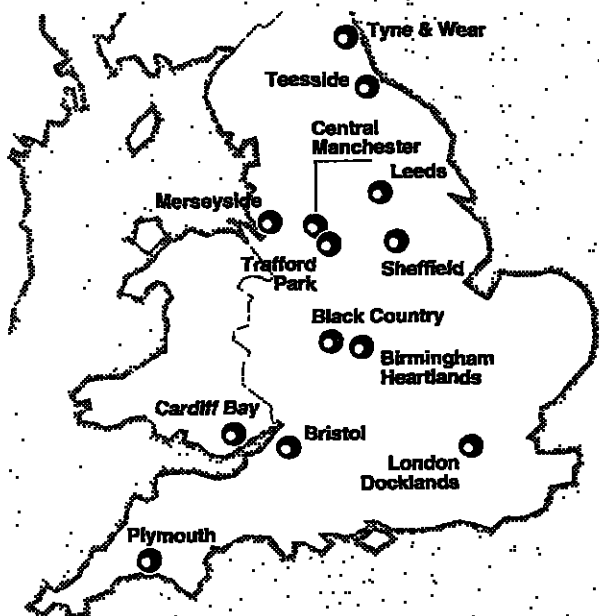 Tyne & Wear
Teesside
Central
Manchester
Leeds
Merseyside
Trafford
Park
Sheffield
Black Country
Birmingham
Heartlands
Cardiff Bay
Bristol
London
Docklands
Plymouth